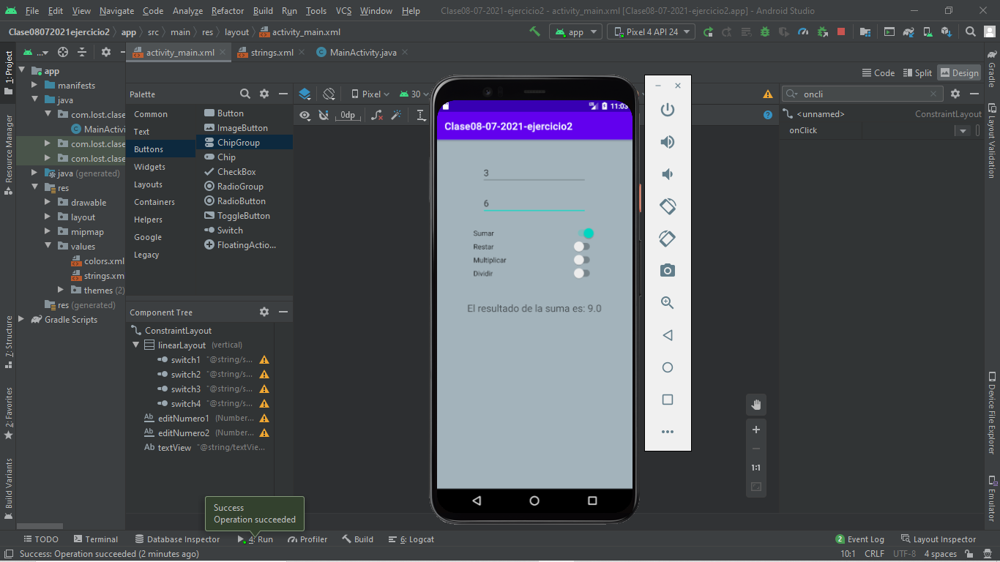 File Edit View Navigate Code Analyze Refactor Build Run Tools VCS Window Help Clase08-07-2021-ejercicio2 - activity_main.xml [Clase08-07-2021-ejercicio2.app] - Android Studio
Clase08072021ejercicio2 app src main res layout activity_main.xml app Pixel 4 API 24
... activity_main.xml strings.xml MainActivity.java
Code Split Design
1: Project
Resource Manager
7: Structure
2: Favorites
Build Variants
app
manifests
java
com.lost.clase
MainActivi
com.lost.clase
com.lost.clase
java (generated)
res
drawable
layout
mipmap
values
colors.xml
strings.xm
themes (2)
res (generated)
Gradle Scripts
Palette
Common
Text
Buttons
Widgets
Layouts
Containers
Helpers
Google
Legacy
Button
ImageButton
ChipGroup
Chip
CheckBox
RadioGroup
RadioButton
ToggleButton
Switch
FloatingActio...
Component Tree
ConstraintLayout
linearLayout (vertical)
switch1 "@string/s...
switch2 "@string/s...
switch3 "@string/s...
switch4 "@string/s...
editNumero1 (Number...
editNumero2 (Number...
textView "@string/textVie...
Pixel 30
0dp
11:03
Clase08-07-2021-ejercicio2
3
6
Sumar
Restar
Multiplicar
Dividir
El resultado de la suma es: 9.0
1:1
oncli
<unnamed> ConstraintLayout
onClick
Gradle
Layout Validation
Device File Explorer
Emulator
Success
Operation succeeded
TODO Terminal Database Inspector 4: Run Profiler Build 6: Logcat 2 Event Log Layout Inspector
Success: Operation succeeded (2 minutes ago) 10:1 CRLF UTF-8 4 spaces